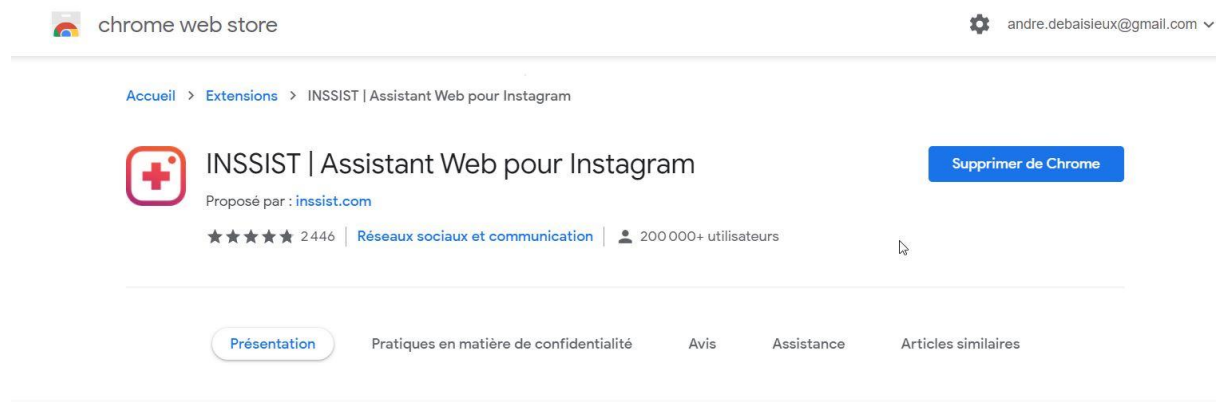 chrome web store
andre.debaisieux@gmail.com
Accueil > Extensions > INSSIST | Assistant Web pour Instagram
INSSIST | Assistant Web pour Instagram
Supprimer de Chrome
Proposé par : inssist.com
2 446 | Réseaux sociaux et communication | 200 000+ utilisateurs
Présentation Pratiques en matière de confidentialité Avis Assistance Articles similaires